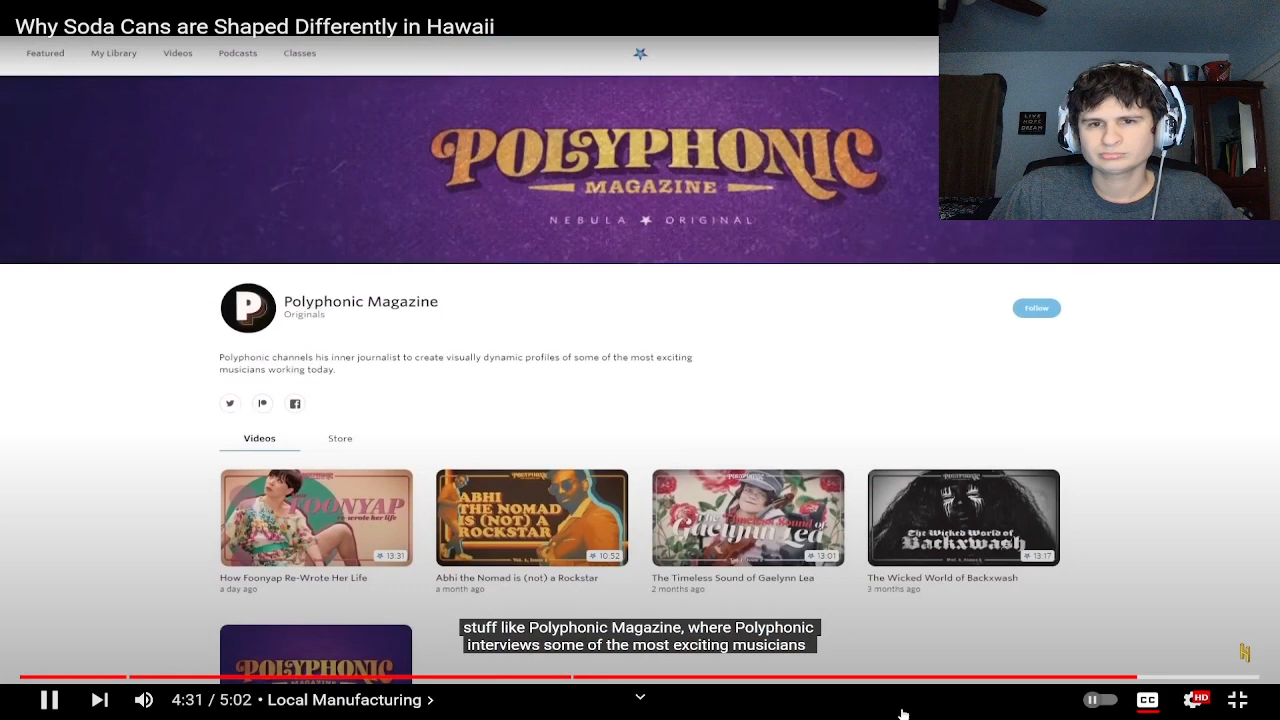 Why Soda Cans are Shaped Differently in Hawaii
Featured My Library Videos Podcasts Classes
LIVE
HOPE
DREAM
POLYPHONIC
MAGAZINE
NEBULA ORIGINAL
P
Polyphonic Magazine
Originals
Follow
Polyphonic channels his inner journalist to create visually dynamic profiles of some of the most exciting
musicians working today.
Videos Store
FOONYAP
re-wrote her life
13:31
ABHI
THE NOMAD
IS (NOT) A
ROCKSTAR
10:52
The Timeless Sound of
Gaelynn Lea
13:01
The Wicked World of
Backxwash
13:17
How Foonyap Re-Wrote Her Life
a day ago
Abhi the Nomad is (not) a Rockstar
a month ago
The Timeless Sound of Gaelynn Lea
2 months ago
The Wicked World of Backxwash
3 months ago
POLYPHONIC
stuff like Polyphonic Magazine, where Polyphonic
interviews some of the most exciting musicians
4:31 / 5:02 • Local Manufacturing
CC
HD